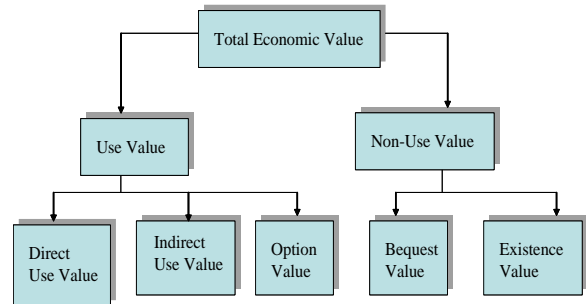 Total Economic Value
Use Value
Non-Use Value
Direct
Use Value
Indirect
Use Value
Option
Value
Bequest
Value
Existence
Value